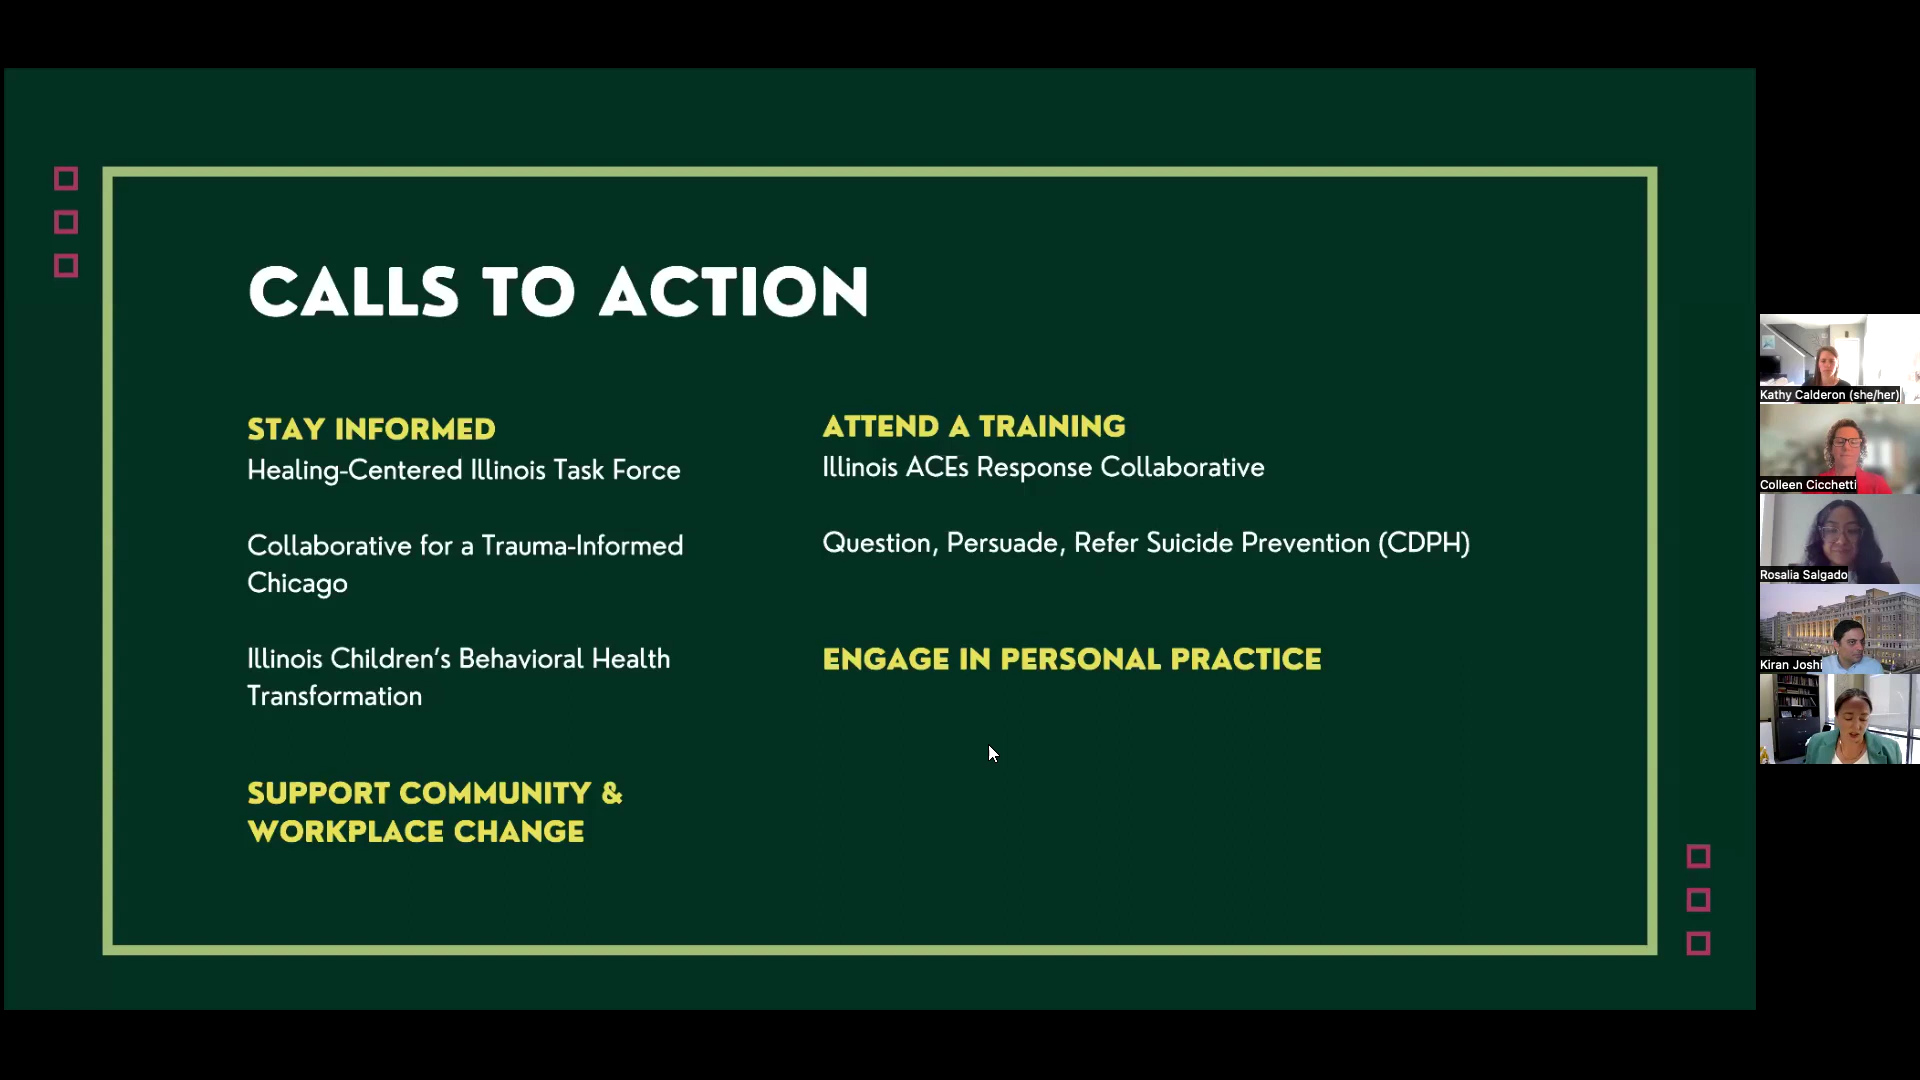 CALLS TO ACTION
STAY INFORMED
Healing-Centered Illinois Task Force
Collaborative for a Trauma-Informed
Chicago
Illinois Children's Behavioral Health
Transformation
SUPPORT COMMUNITY &
WORKPLACE CHANGE
ATTEND A TRAINING
Illinois ACEs Response Collaborative
Question, Persuade, Refer Suicide Prevention (CDPH)
ENGAGE IN PERSONAL PRACTICE
Kathy Calderon (she/her)
Colleen Cicchetti
Rosalia Salgado
Kiran Joshi